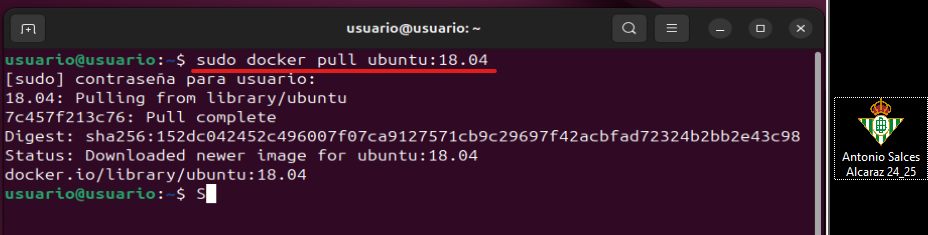 usuario@usuario: ~
usuario@usuario:~$ sudo docker pull ubuntu:18.04
[sudo] contraseña para usuario:
18.04: Pulling from library/ubuntu
7c457f213c76: Pull complete
Digest: sha256:152dc042452c496007f07ca9127571cb9c29697f42acbfad72324b2bb2e43c98
Status: Downloaded newer image for ubuntu:18.04
docker.io/library/ubuntu:18.04
usuario@usuario:~$ S
Antonio Salces
Alcaraz 24_25